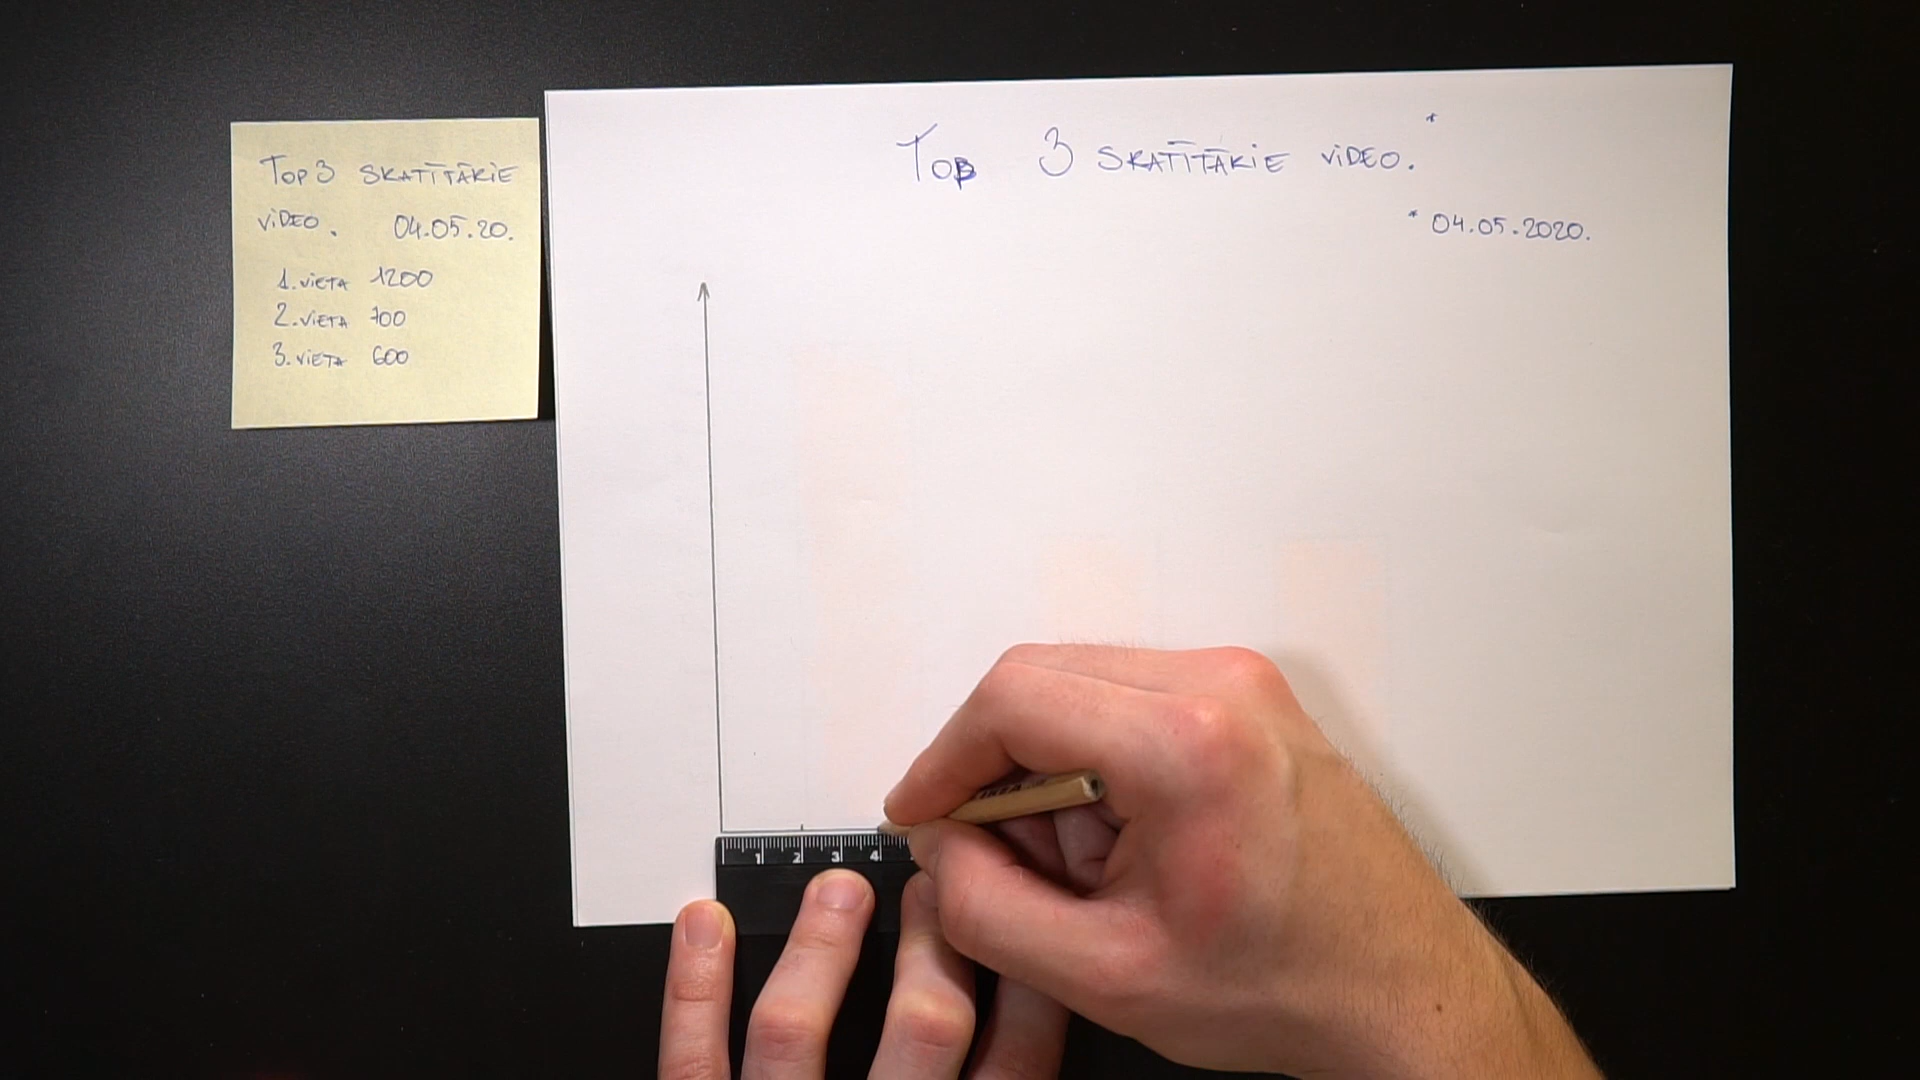 Top 3 SKATĪTĀKIE
VIDEO. 04.05.20.
1. VIETA 1200
2. VIETA 700
3. VIETA 600
Top 3 SKATĪTĀKIE VIDEO.*
* 04.05.2020.
IKEA
1 2 3 4